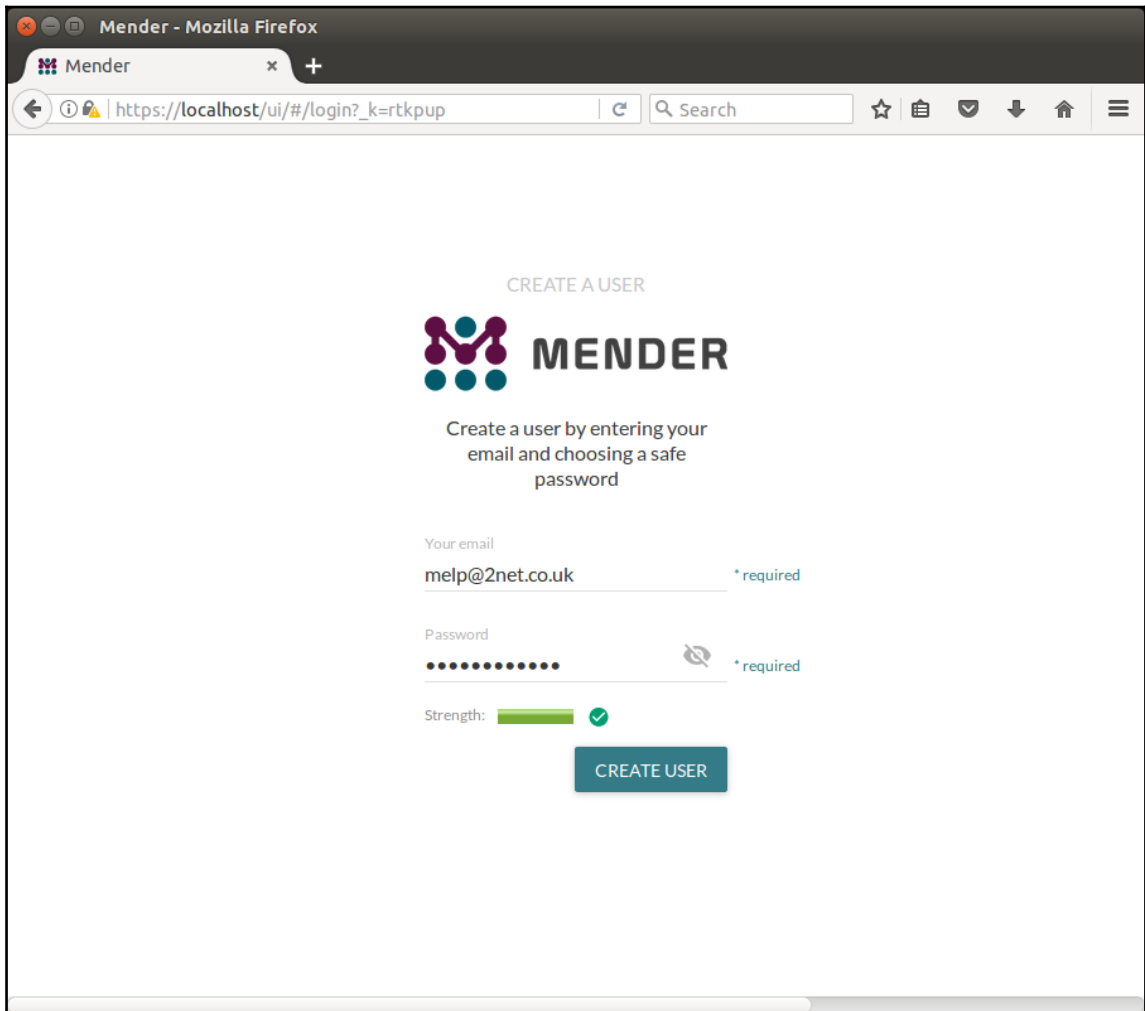 Mender - Mozilla Firefox
Mender
https://localhost/ui/#/login?_k=rtkpup
Search
CREATE A USER
MENDER
Create a user by entering your
email and choosing a safe
password
Your email
melp@2net.co.uk
* required
Password
••••••••••••
* required
Strength:
CREATE USER